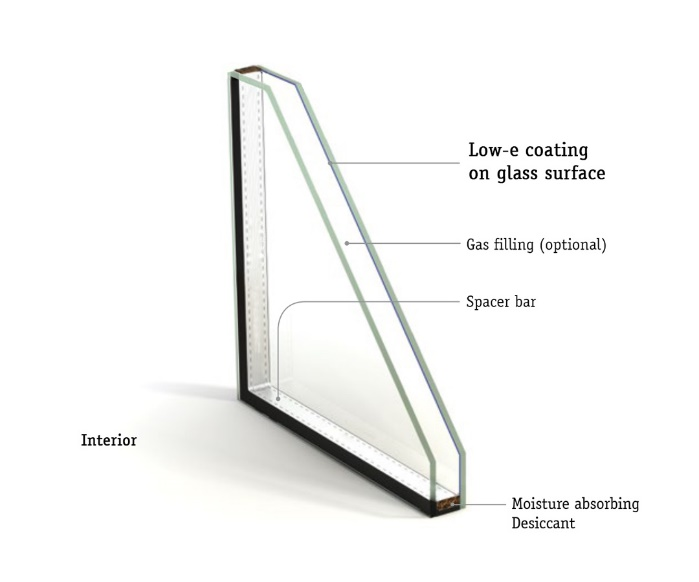 Low-e coating
on glass surface
Gas filling (optional)
Spacer bar
Interior
Moisture absorbing
Desiccant